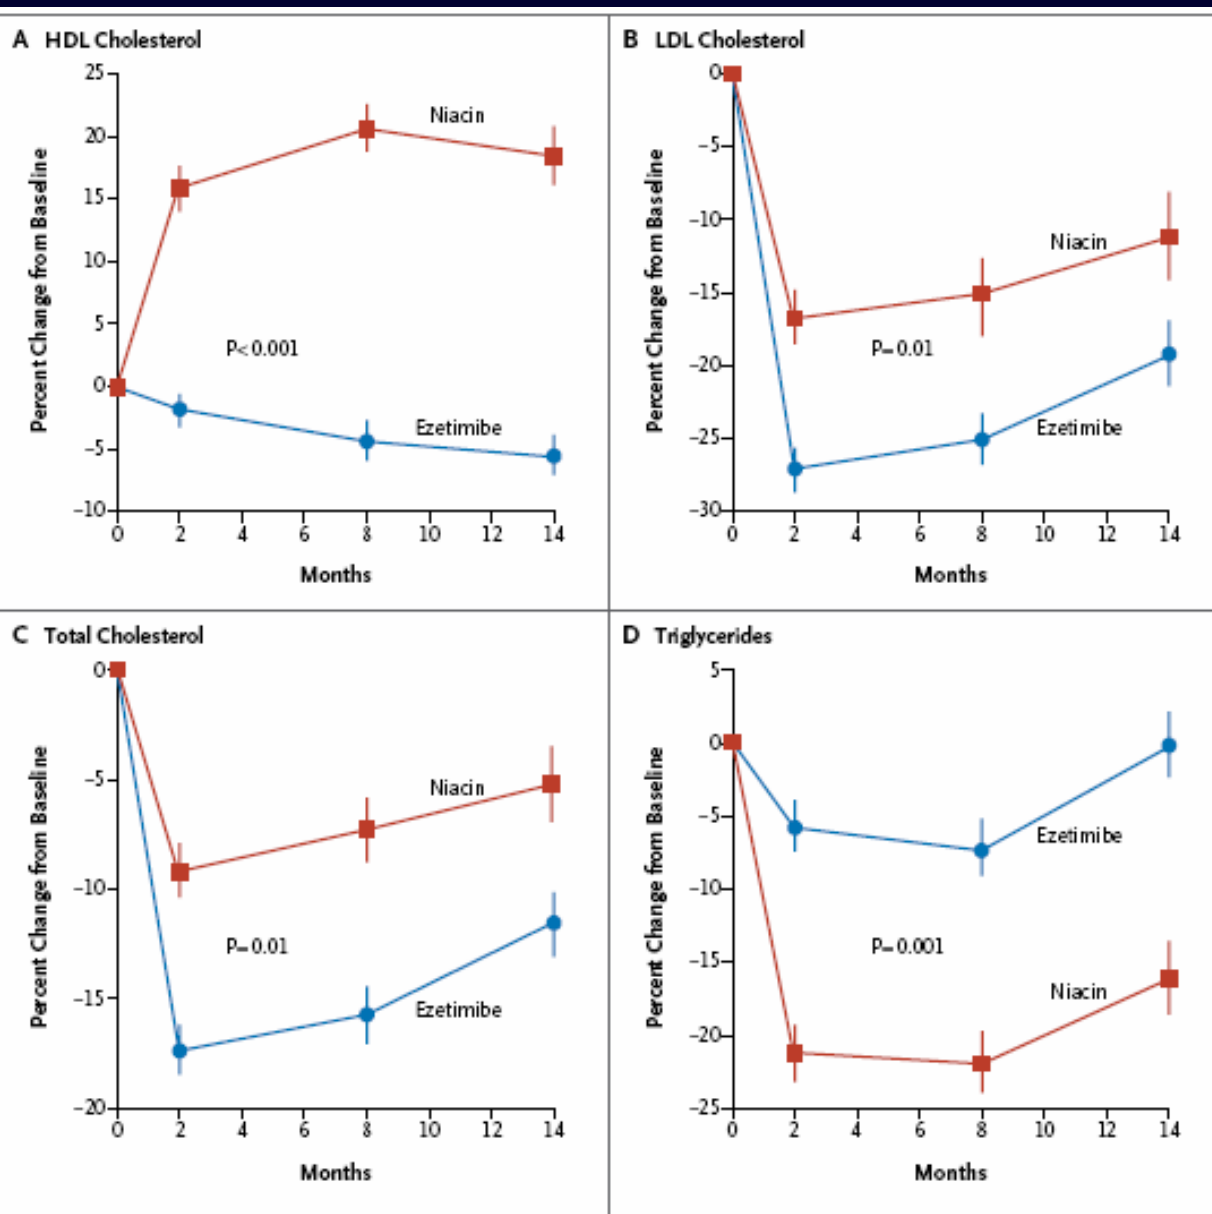 A HDL Cholesterol
25
20
15
10
5
0
–5
–10
Percent Change from Baseline
Niacin
P<0.001
Ezetimibe
0 2 4 6 8 10 12 14
Months
B LDL Cholesterol
0
–5
–10
–15
–20
–25
–30
Percent Change from Baseline
Niacin
P=0.01
Ezetimibe
0 2 4 6 8 10 12 14
Months
C Total Cholesterol
0
–5
–10
–15
–20
Percent Change from Baseline
Niacin
P=0.01
Ezetimibe
0 2 4 6 8 10 12 14
Months
D Triglycerides
5
0
–5
–10
–15
–20
–25
Percent Change from Baseline
Ezetimibe
P=0.001
Niacin
0 2 4 6 8 10 12 14
Months